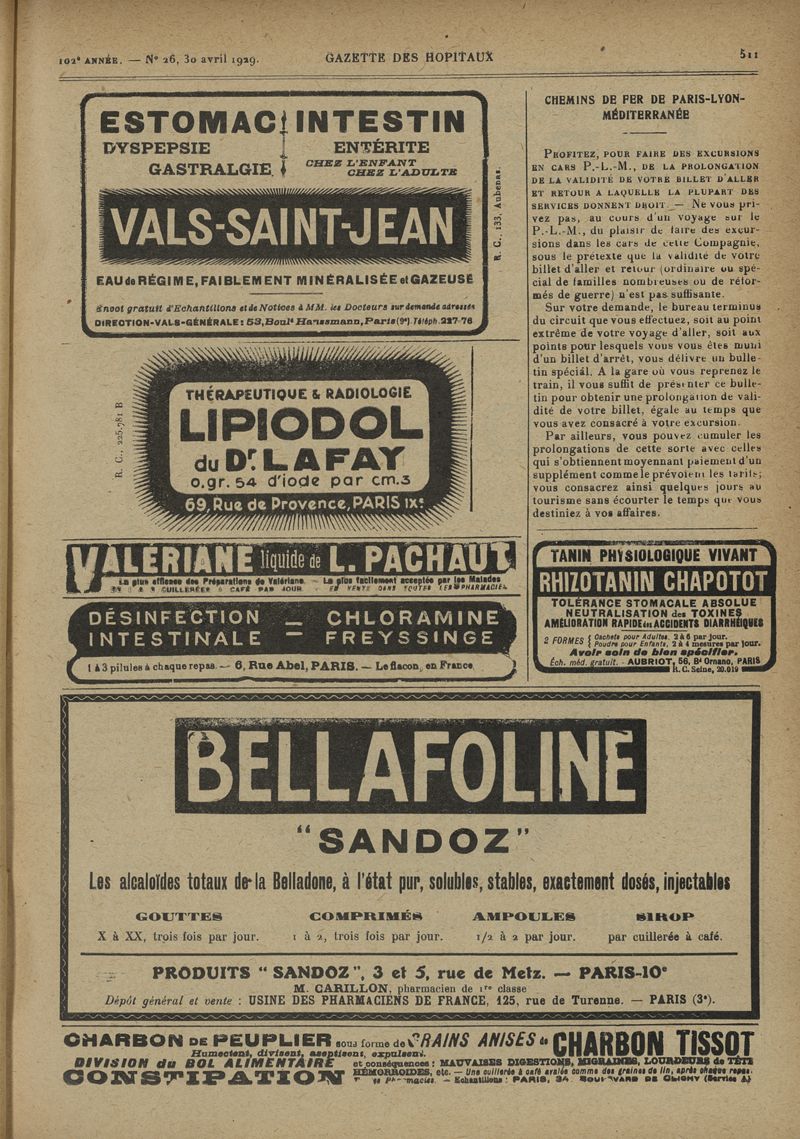 102e ANNÉE. — N° 26, 30 avril 1929.
GAZETTE DES HOPITAUX
511
ESTOMAC INTESTIN
DYSPEPSIE ENTÉRITE
GASTRALGIE CHEZ L'ENFANT
CHEZ L'ADULTE
VALS-SAINT-JEAN
EAU de RÉGIME, FAIBLEMENT MINÉRALISÉE et GAZEUSE
Envoi gratuit d'Echantillons et de Notices à MM. les Docteurs sur demande adressée
DIRECTION-VALS-GÉNÉRALE : 53, Boulᵈ Haussmann, Paris (9e). Téléph. 227-76
R. C., 133, Aubenas.
THÉRAPEUTIQUE & RADIOLOGIE
LIPIODOL
du Dr. LAFAY
0.gr. 54 d'iode par cm.3
69, Rue de Provence, PARIS IXe
R. C., 225.781 B
VALÉRIANE liquide de L. PACHAUT
La plus efficace des Préparations de Valériane. — La plus facilement acceptée par les Malades
CUILLERÉES A CAFÉ PAR JOUR. — EN VENTE DANS TOUTES LES PHARMACIES
DÉSINFECTION — CHLORAMINE
INTESTINALE — FREYSSINGE
1 à 3 pilules à chaque repas. — 6, Rue Abel, PARIS. — Le flacon, en France
CHEMINS DE FER DE PARIS-LYON-
MÉDITERRANÉE
PROFITEZ, POUR FAIRE DES EXCURSIONS
EN CARS P.-L.-M., DE LA PROLONGATION
DE LA VALIDITÉ DE VOTRE BILLET D'ALLER
ET RETOUR A LAQUELLE LA PLUPART DES
SERVICES DONNENT DROIT. — Ne vous pri-
vez pas, au cours d'un voyage sur le
P.-L.-M., du plaisir de faire des excur-
sions dans les cars de cette Compagnie,
sous le prétexte que la validité de votre
billet d'aller et retour (ordinaire ou spé-
cial de familles nombreuses ou de réfor-
més de guerre) n'est pas suffisante.
Sur votre demande, le bureau terminus
du circuit que vous effectuez, soit au point
extrême de votre voyage d'aller, soit aux
points pour lesquels vous vous êtes muni
d'un billet d'arrêt, vous délivre un bulle-
tin spécial. A la gare où vous reprenez le
train, il vous suffit de présenter ce bulle-
tin pour obtenir une prolongation de vali-
dité de votre billet, égale au temps que
vous avez consacré à votre excursion.
Par ailleurs, vous pouvez cumuler les
prolongations de cette sorte avec celles
qui s'obtiennent moyennant paiement d'un
supplément comme le prévoient les tarifs;
vous consacrez ainsi quelques jours au
tourisme sans écourter le temps que vous
destiniez à vos affaires.
TANIN PHYSIOLOGIQUE VIVANT
RHIZOTANIN CHAPOTOT
TOLÉRANCE STOMACALE ABSOLUE
NEUTRALISATION des TOXINES
AMÉLIORATION RAPIDE des ACCIDENTS DIARRHÉIQUES
2 FORMES { Cachets pour Adultes, 2 à 6 par jour.
Poudre pour Enfants, 2 à 4 mesures par jour.
Avoir soin de bien spécifier.
Éch. méd. gratuit. - AUBRIOT, 56, Bᵈ Ornano, PARIS
R. C. Seine, 20.019
BELLAFOLINE
"SANDOZ"
Les alcaloïdes totaux de la Belladone, à l'état pur, solubles, stables, exactement dosés, injectables
GOUTTES COMPRIMÉS AMPOULES SIROP
X à XX, trois fois par jour. 1 à 2, trois fois par jour. 1/2 à 2 par jour. par cuillerée à café.
PRODUITS "SANDOZ", 3 et 5, rue de Metz. — PARIS-10e
M. CARILLON, pharmacien de 1re classe
Dépôt général et vente : USINE DES PHARMACIENS DE FRANCE, 125, rue de Turenne. — PARIS (3e).
CHARBON DE PEUPLIER sous forme de GRAINS ANISÉS de CHARBON TISSOT
Humectent, divisent, aseptisent, expulsent.
DIVISION du BOL ALIMENTAIRE et conséquences : MAUVAISES DIGESTIONS, MIGRAINES, LOURDEURS de TÊTE
CONSTIPATION HÉMORROIDES, etc. — Une cuillerée à café avalée comme des graines de lin, après chaque repas.
Pharmacies. — Echantillons : PARIS, 34, BOULEVARD DE CLICHY